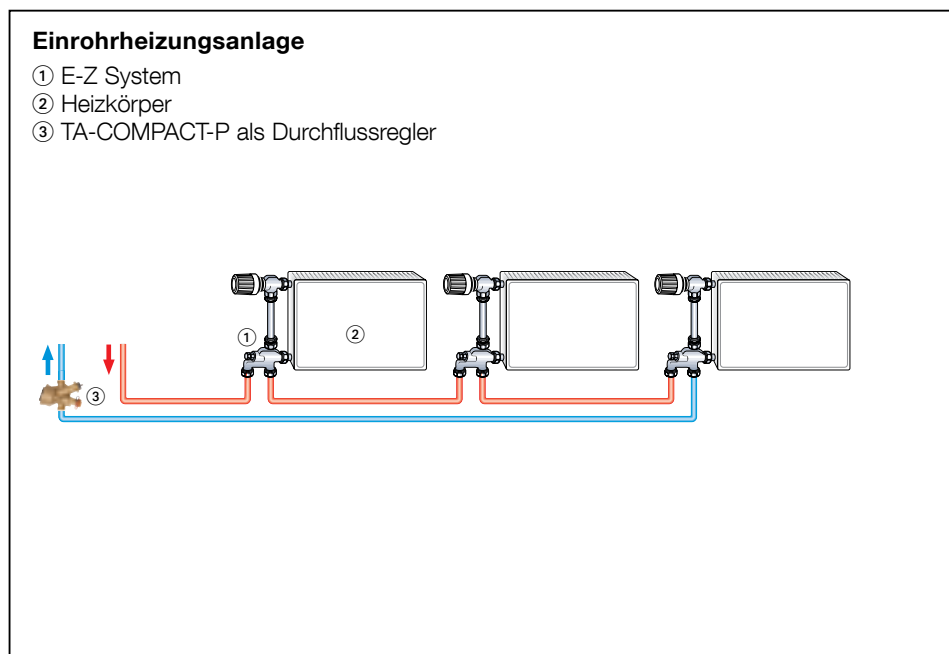 Einrohrheizungsanlage
① E-Z System
② Heizkörper
③ TA-COMPACT-P als Durchflussregler
①
②
③